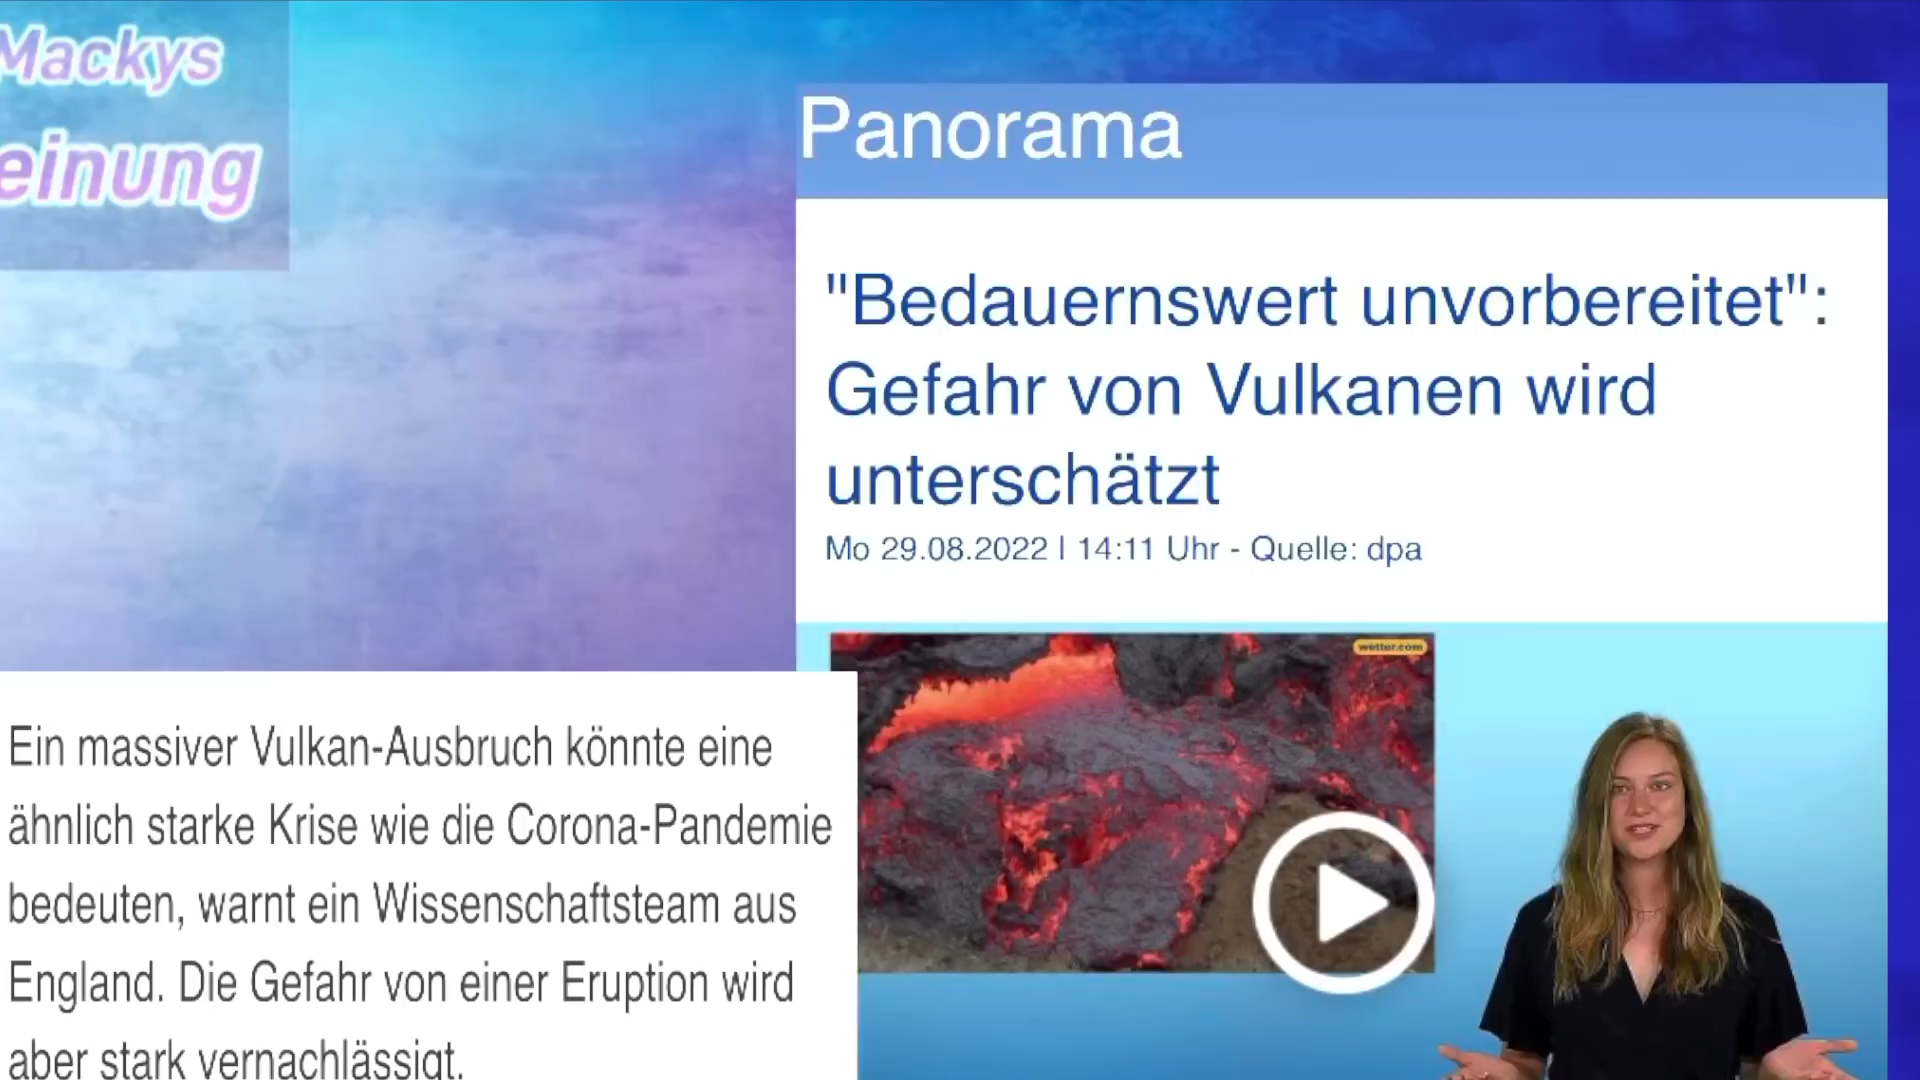 Mackys
einung
Panorama
"Bedauernswert unvorbereitet":
Gefahr von Vulkanen wird
unterschätzt
Mo 29.08.2022 | 14:11 Uhr - Quelle: dpa
wetter.com
Ein massiver Vulkan-Ausbruch könnte eine
ähnlich starke Krise wie die Corona-Pandemie
bedeuten, warnt ein Wissenschaftsteam aus
England. Die Gefahr von einer Eruption wird
aber stark vernachlässigt.